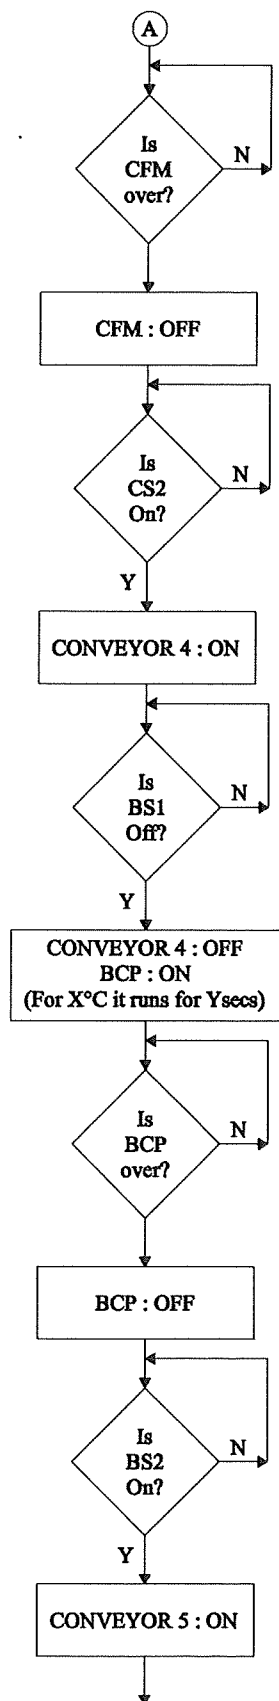 A
Is
CFM
over?
N
CFM : OFF
Is
CS2
On?
N
Y
CONVEYOR 4 : ON
Is
BS1
Off?
N
Y
CONVEYOR 4 : OFF
BCP : ON
(For X°C it runs for Ysecs)
Is
BCP
over?
N
BCP : OFF
Is
BS2
On?
N
Y
CONVEYOR 5 : ON